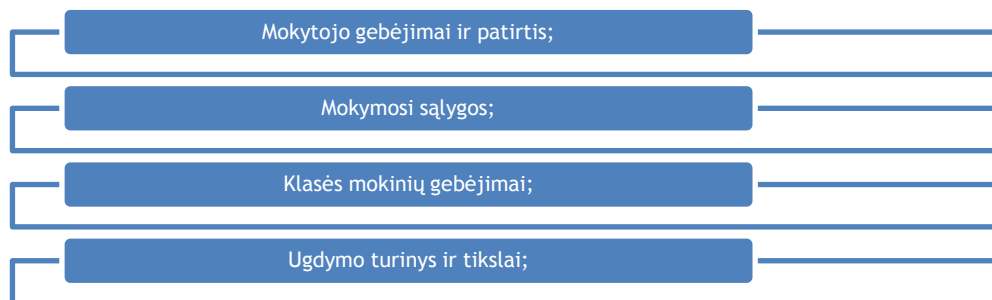 Mokytojo gebėjimai ir patirtis;
Mokymosi sąlygos;
Klasės mokinių gebėjimai;
Ugdymo turinys ir tikslai;